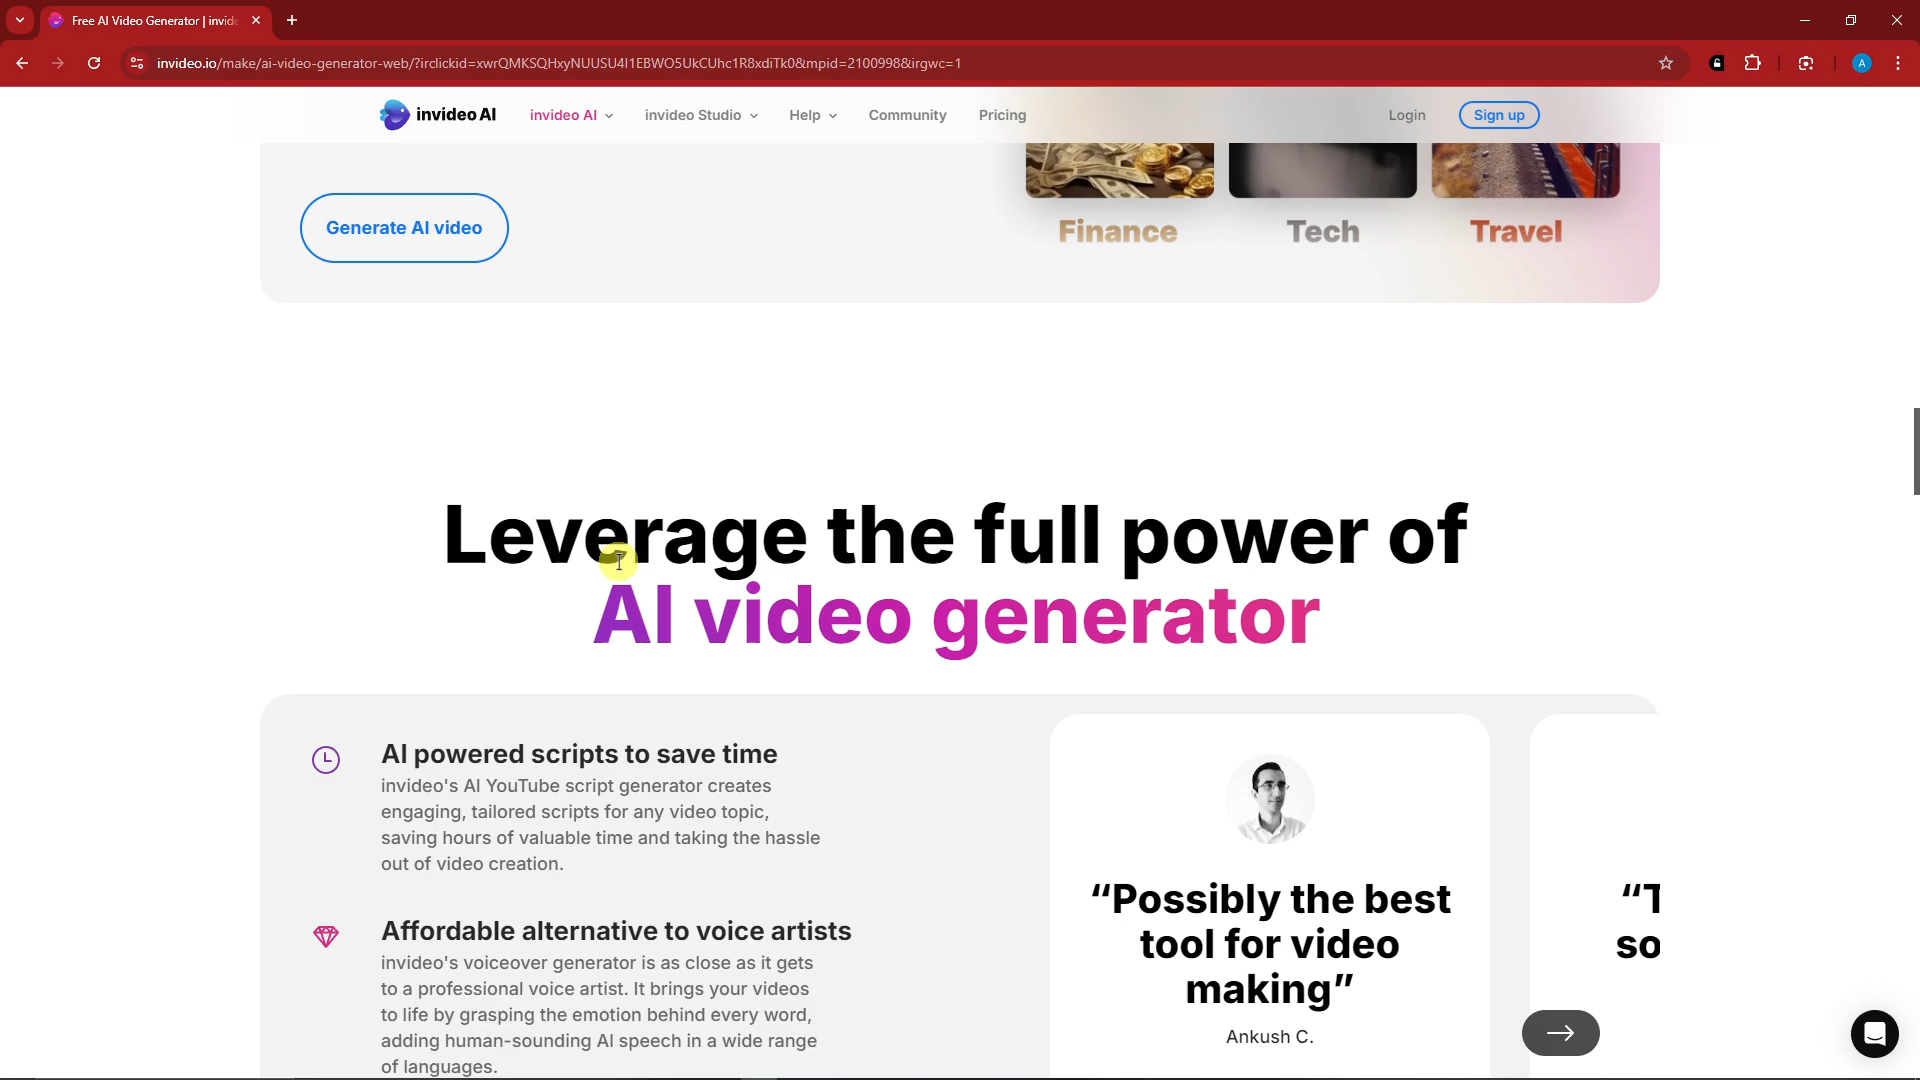 Free AI Video Generator | invide
invideo.io/make/ai-video-generator-web/?irclickid=xwrQMKSQHxyNUUSU4I1EBWO5UkCUhc1R8xdiTk0&mpid=2100998&irgwc=1
A
invideo AI
invideo AI
invideo Studio
Help
Community
Pricing
Login
Sign up
Generate AI video
Finance
Tech
Travel
Leverage the full power of
AI video generator
AI powered scripts to save time
invideo's AI YouTube script generator creates
engaging, tailored scripts for any video topic,
saving hours of valuable time and taking the hassle
out of video creation.
Affordable alternative to voice artists
invideo's voiceover generator is as close as it gets
to a professional voice artist. It brings your videos
to life by grasping the emotion behind every word,
adding human-sounding AI speech in a wide range
of languages.
“Possibly the best
tool for video
making”
Ankush C.
“T
so